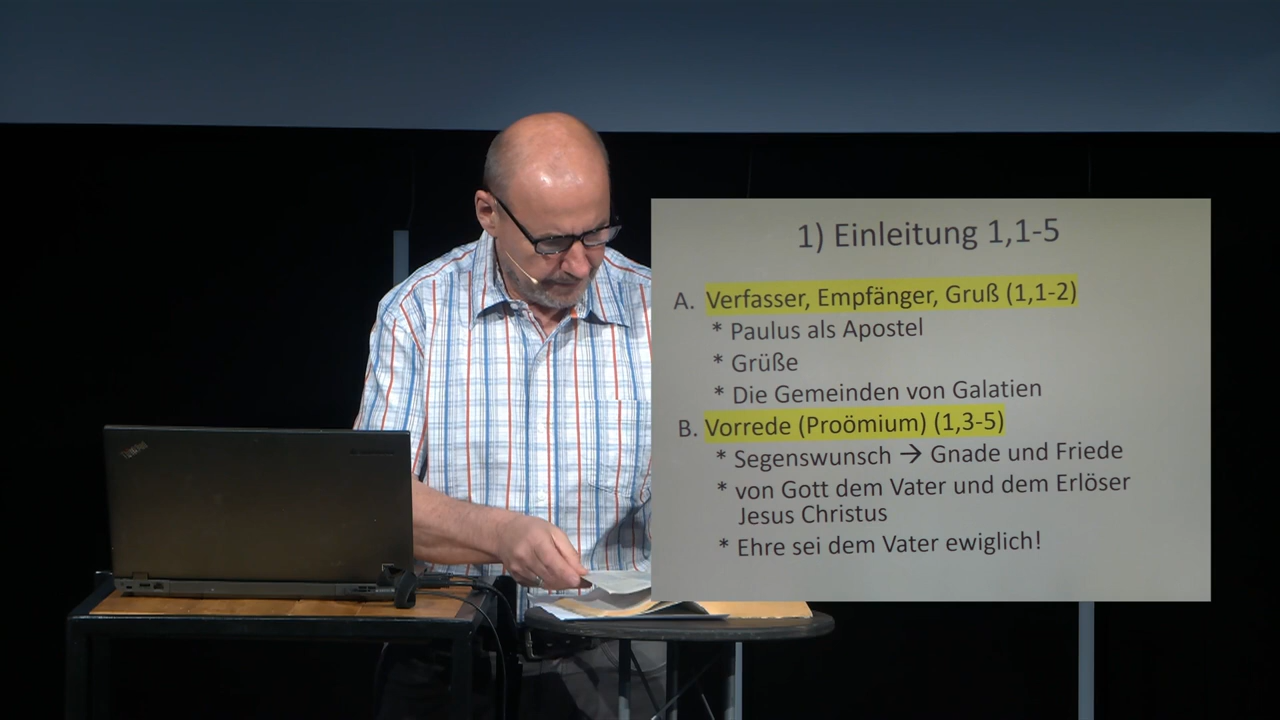 1) Einleitung 1,1-5
A. Verfasser, Empfänger, Gruß (1,1-2)
* Paulus als Apostel
* Grüße
* Die Gemeinden von Galatien
B. Vorrede (Proömium) (1,3-5)
* Segenswunsch → Gnade und Friede
* von Gott dem Vater und dem Erlöser
Jesus Christus
* Ehre sei dem Vater ewiglich!
ThinkPad